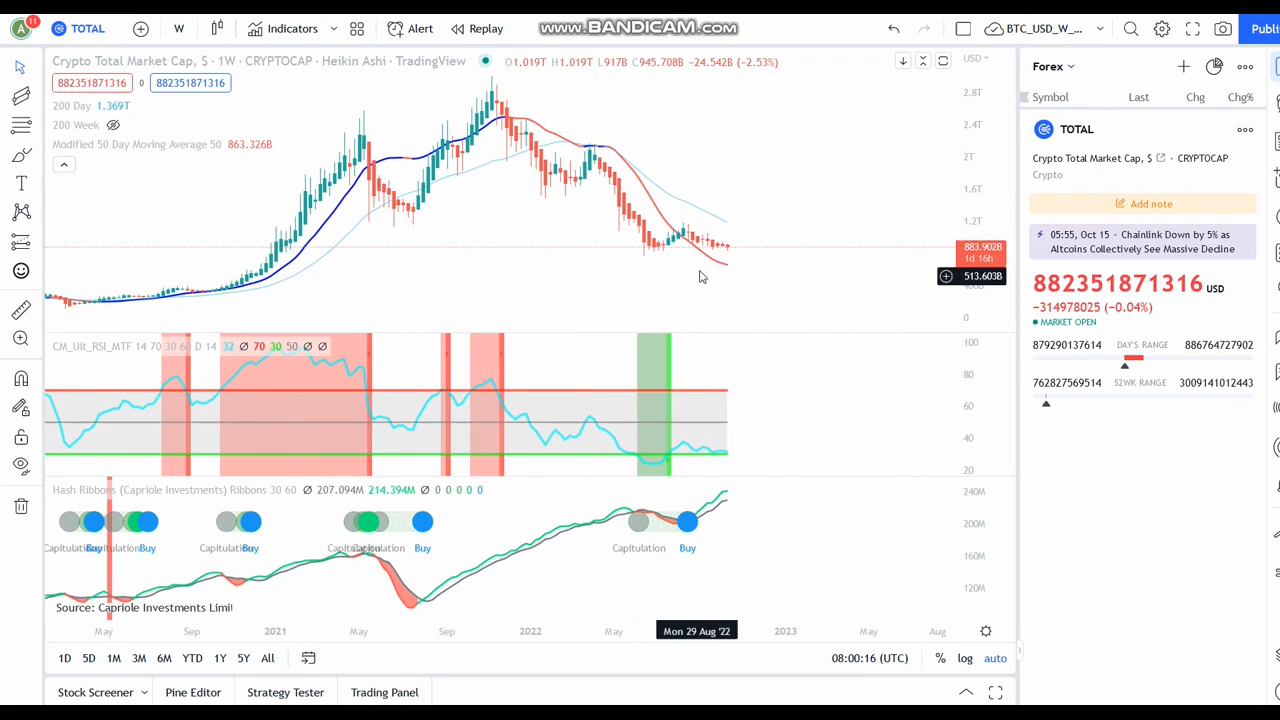 A 11 TOTAL W Indicators Alert Replay www.BANDICAM.com BTC_USD_W_... Publi
Crypto Total Market Cap, $ · 1W · CRYPTOCAP · Heikin Ashi · TradingView O1.019T H1.019T L917B C945.708B −24.542B (−2.53%)
882351871316 0 882351871316
200 Day 1.369T
200 Week
Modified 50 Day Moving Average 50 863.326B
USD
2.8T
2.4T
2T
1.6T
1.2T
883.902B
1d 16h
513.603B
400B
0
CM_Ult_RSI_MTF 14 70 30 60 D 14 32 Ø 70 30 50 Ø Ø
100
80
60
40
20
Hash Ribbons (Capriole Investments) Ribbons 30 60 Ø 207.094M 214.394M Ø 0 0 0 0 0
240M
200M
160M
120M
Buy Buy Capitulation Buy Buy Capitulation Buy
Source: Capriole Investments Limit
May Sep 2021 May Sep 2022 May Mon 29 Aug '22 2023 May Aug
1D 5D 1M 3M 6M YTD 1Y 5Y All 08:00:16 (UTC) % log auto
Stock Screener Pine Editor Strategy Tester Trading Panel
Forex
Symbol Last Chg Chg%
TOTAL
Crypto Total Market Cap, $ · CRYPTOCAP
Crypto
Add note
05:55, Oct 15 · Chainlink Down by 5% as
Altcoins Collectively See Massive Decline
882351871316 USD
−314978025 (−0.04%)
MARKET OPEN
879290137614 DAY'S RANGE 886764727902
762827569514 52WK RANGE 3009141012443